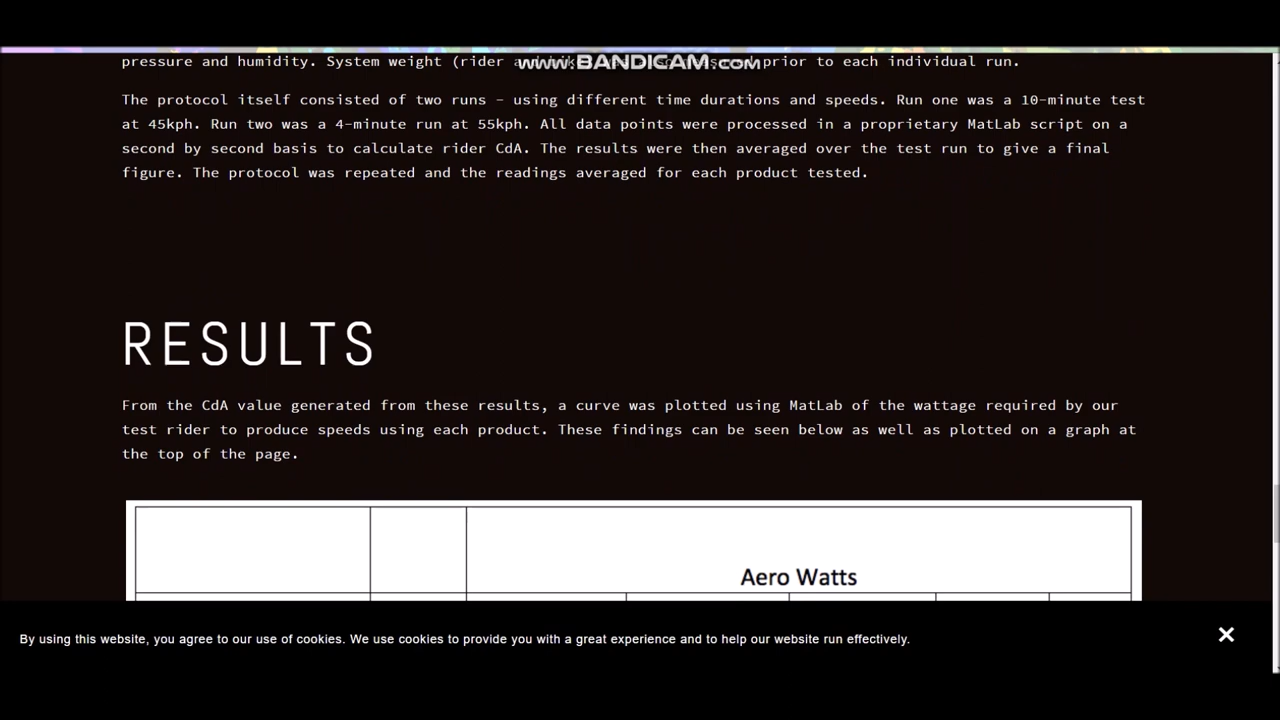 www.BANDICAM.com
pressure and humidity. System weight (rider prior to each individual run.
The protocol itself consisted of two runs – using different time durations and speeds. Run one was a 10-minute test
at 45kph. Run two was a 4-minute run at 55kph. All data points were processed in a proprietary MatLab script on a
second by second basis to calculate rider CdA. The results were then averaged over the test run to give a final
figure. The protocol was repeated and the readings averaged for each product tested.
RESULTS
From the CdA value generated from these results, a curve was plotted using MatLab of the wattage required by our
test rider to produce speeds using each product. These findings can be seen below as well as plotted on a graph at
the top of the page.
Aero Watts
By using this website, you agree to our use of cookies. We use cookies to provide you with a great experience and to help our website run effectively.